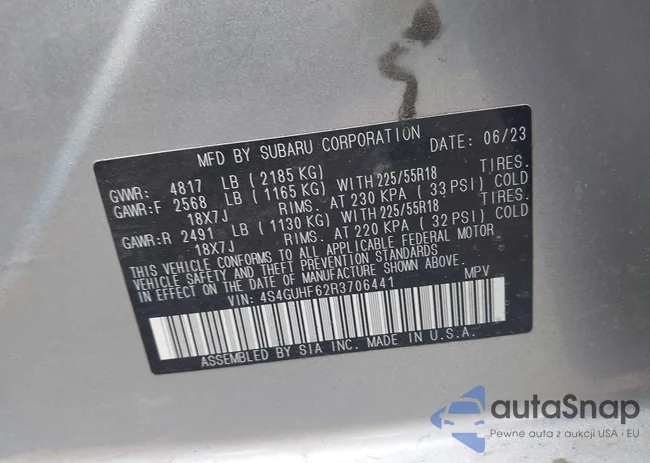 MFD BY SUBARU CORPORATION DATE: 06/23
GVWR: 4817 LB (2185 KG)
GAWR:F 2568 LB (1165 KG) WITH 225/55R18 TIRES.
18X7J RIMS. AT 230 KPA (33 PSI) COLD
GAWR:R 2491 LB (1130 KG) WITH 225/55R18 TIRES.
18X7J RIMS. AT 220 KPA (32 PSI) COLD
THIS VEHICLE CONFORMS TO ALL APPLICABLE FEDERAL MOTOR
VEHICLE SAFETY AND THEFT PREVENTION STANDARDS
IN EFFECT ON THE DATE OF MANUFACTURE SHOWN ABOVE.
VIN: 4S4GUHF62R3706441 MPV
ASSEMBLED BY SIA INC. MADE IN U.S.A.
autaSnap
Pewne auta z aukcji USA • EU